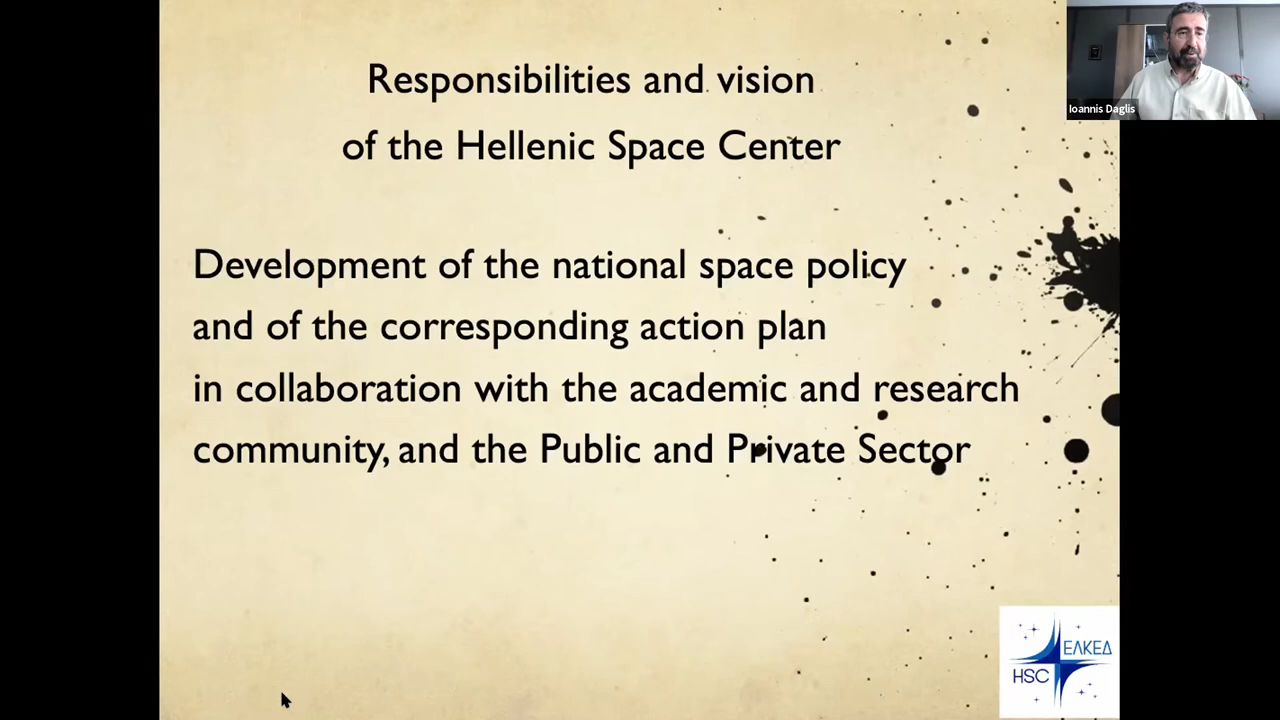 Responsibilities and vision
of the Hellenic Space Center
Development of the national space policy
and of the corresponding action plan
in collaboration with the academic and research
community, and the Public and Private Sector
Ioannis Daglis
ΕΛΚΕΔ
HSC